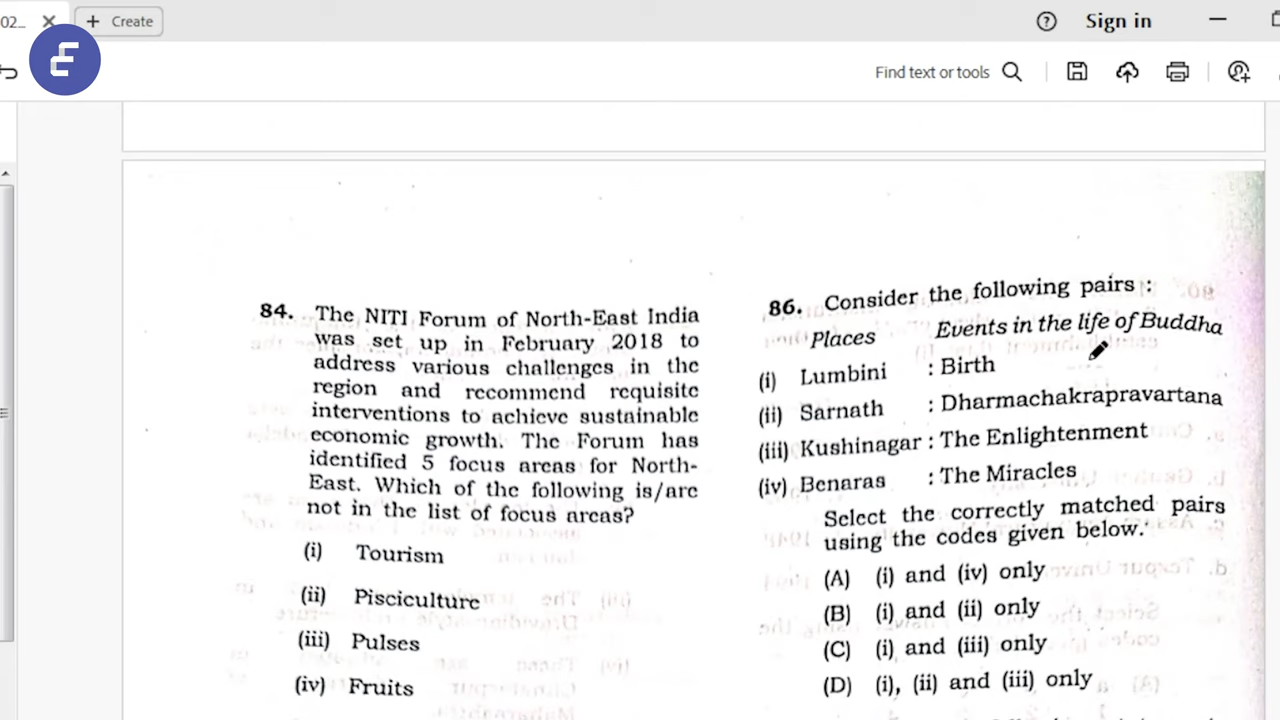 02_
Create
Sign in
Find text or tools
84. The NITI Forum of North-East India
was set up in February 2018 to
address various challenges in the
region and recommend requisite
interventions to achieve sustainable
economic growth. The Forum has
identified 5 focus areas for North-
East. Which of the following is/are
not in the list of focus areas?
(i) Tourism
(ii) Pisciculture
(iii) Pulses
(iv) Fruits
86. Consider the following pairs :
Places Events in the life of Buddha
(i) Lumbini : Birth
(ii) Sarnath : Dharmachakrapravartana
(iii) Kushinagar : The Enlightenment
(iv) Benaras : The Miracles
Select the correctly matched pairs
using the codes given below.
(A) (i) and (iv) only
(B) (i) and (ii) only
(C) (i) and (iii) only
(D) (i), (ii) and (iii) only